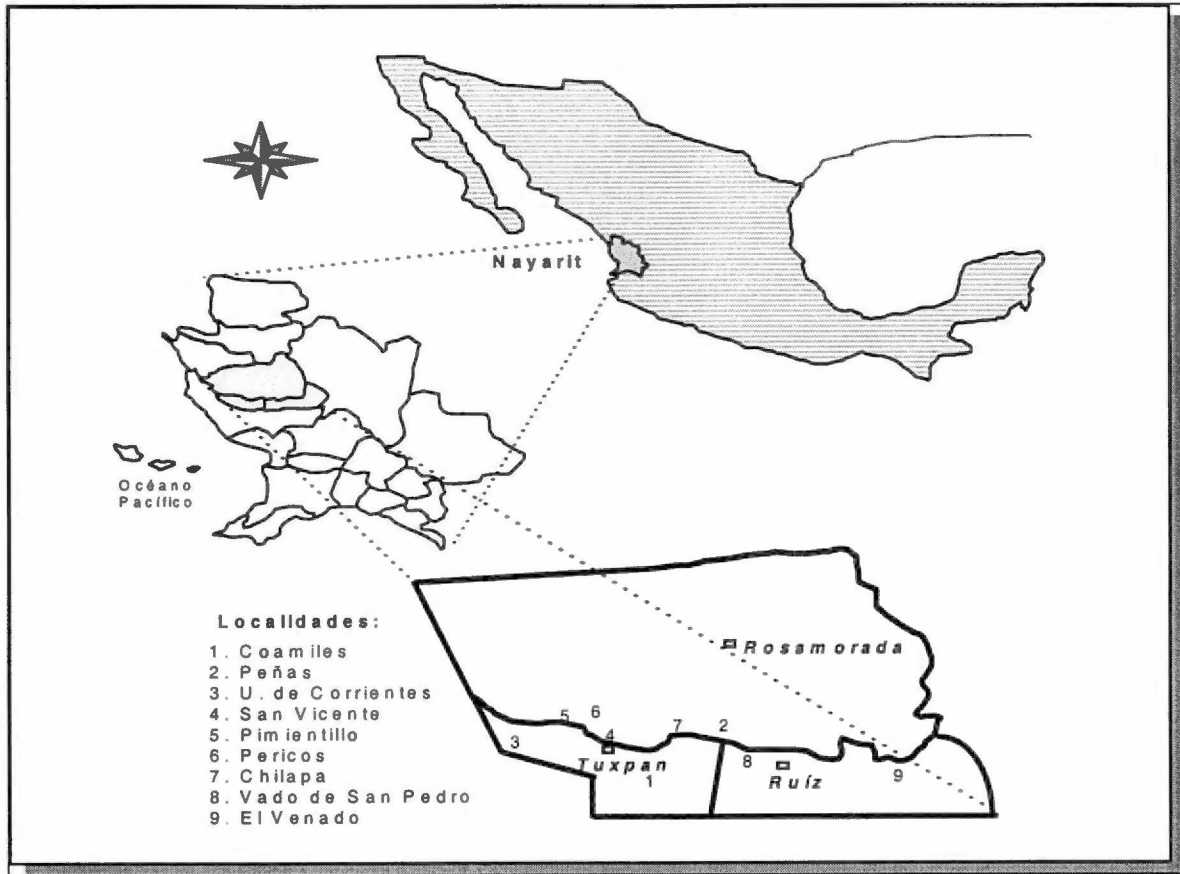 Nayarit
Océano
Pacífico
Localidades:
1. Coamiles
2. Peñas
3. U. de Corrientes
4. San Vicente
5. Pimientillo
6. Pericos
7. Chilapa
8. Vado de San Pedro
9. El Venado
Rosamorada
6
5
7
2
4
3
Tuxpan
8
1
Ruíz
9